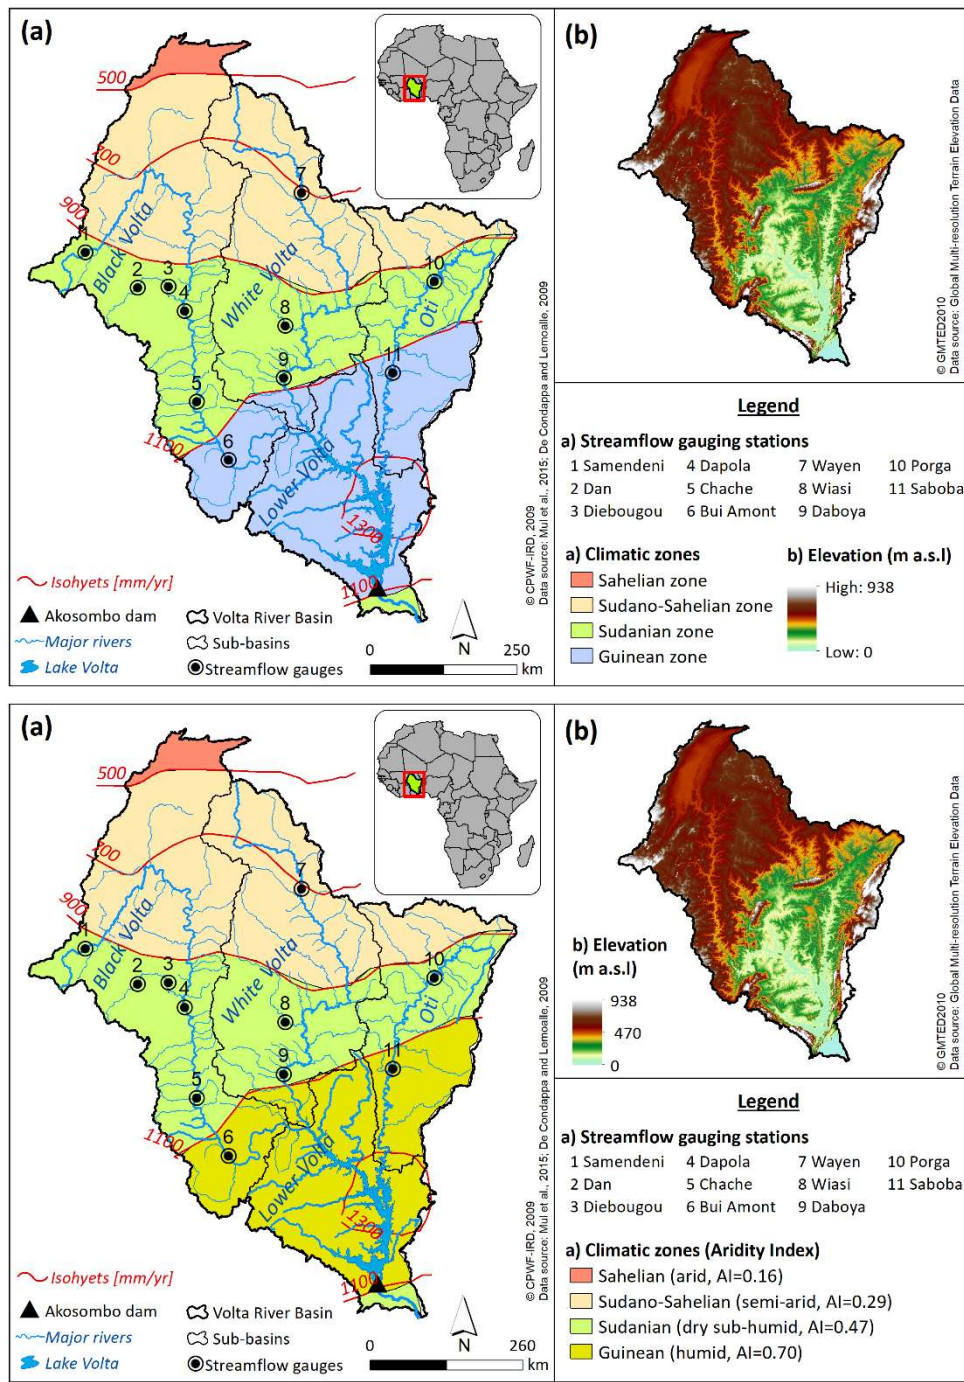 (a)
500
700
900
1100
1300
1100
Black Volta
White Volta
Oti
Lower Volta
1
2
3
4
5
6
7
8
9
10
11
Isohyets [mm/yr]
Akosombo dam
Major rivers
Lake Volta
Volta River Basin
Sub-basins
Streamflow gauges
N
0 250
km
© CPWF-IRD, 2009
Data source: Mul et al., 2015; De Condappa and Lemoalle, 2009
(b)
© GMTED2010
Data source: Global Multi-resolution Terrain Elevation Data
Legend
a) Streamflow gauging stations
1 Samendeni 4 Dapola 7 Wayen 10 Porga
2 Dan 5 Chache 8 Wiasi 11 Saboba
3 Diebougou 6 Bui Amont 9 Daboya
a) Climatic zones b) Elevation (m a.s.l)
Sahelian zone
Sudano-Sahelian zone
Sudanian zone
Guinean zone
High: 938
Low: 0
(a)
500
700
900
1100
1300
1100
Black Volta
White Volta
Oti
Lower Volta
1
2
3
4
5
6
7
8
9
10
11
Isohyets [mm/yr]
Akosombo dam
Major rivers
Lake Volta
Volta River Basin
Sub-basins
Streamflow gauges
N
0 260
km
© CPWF-IRD, 2009
Data source: Mul et al., 2015; De Condappa and Lemoalle, 2009
(b)
b) Elevation
(m a.s.l)
938
470
0
© GMTED2010
Data source: Global Multi-resolution Terrain Elevation Data
Legend
a) Streamflow gauging stations
1 Samendeni 4 Dapola 7 Wayen 10 Porga
2 Dan 5 Chache 8 Wiasi 11 Saboba
3 Diebougou 6 Bui Amont 9 Daboya
a) Climatic zones (Aridity Index)
Sahelian (arid, AI=0.16)
Sudano-Sahelian (semi-arid, AI=0.29)
Sudanian (dry sub-humid, AI=0.47)
Guinean (humid, AI=0.70)